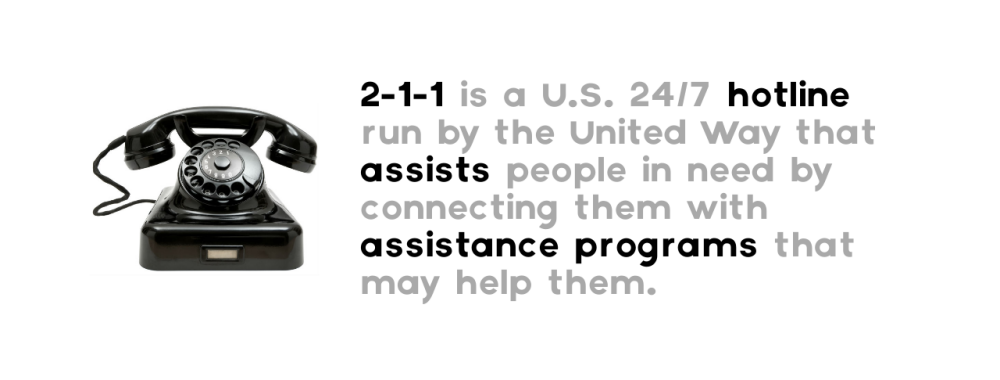 2-1-1 is a U.S. 24/7 hotline
run by the United Way that
assists people in need by
connecting them with
assistance programs that
may help them.